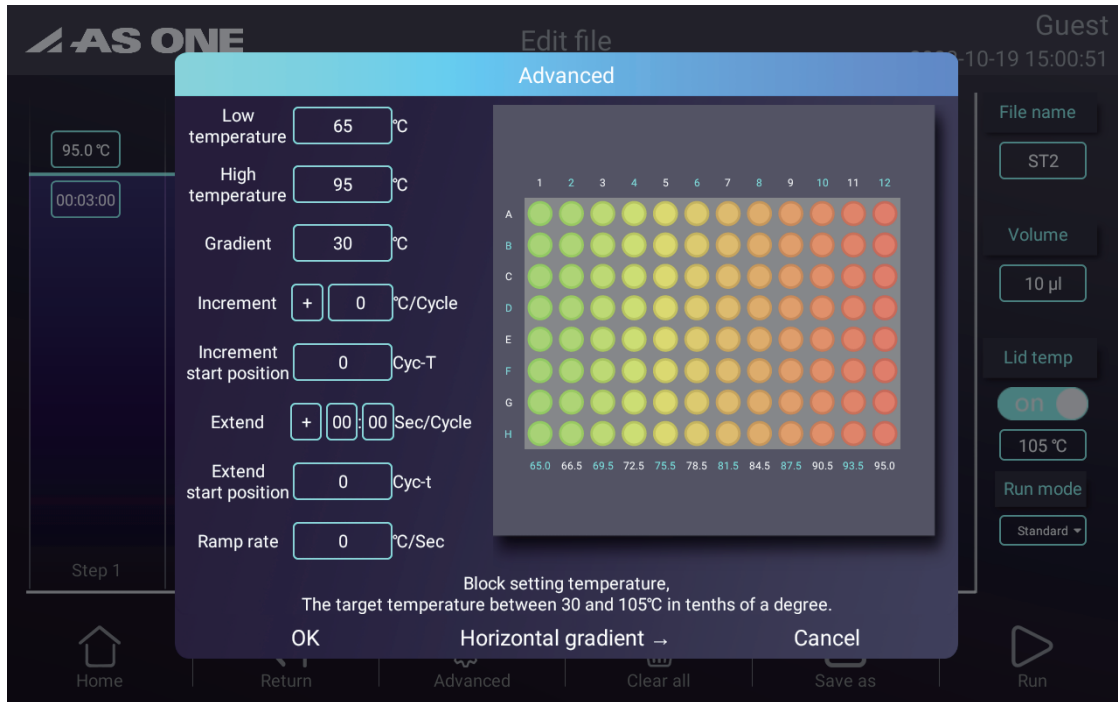 AS ONE
Edit file
Guest
-10-19 15:00:51
Advanced
Low
temperature
65
℃
High
temperature
95
℃
Gradient
30
℃
Increment
+
0
℃/Cycle
Increment
start position
0
Cyc-T
Extend
+
00:00
Sec/Cycle
Extend
start position
0
Cyc-t
Ramp rate
0
℃/Sec
1 2 3 4 5 6 7 8 9 10 11 12
A
B
C
D
E
F
G
H
65.0 66.5 69.5 72.5 75.5 78.5 81.5 84.5 87.5 90.5 93.5 95.0
Block setting temperature,
The target temperature between 30 and 105℃ in tenths of a degree.
OK
Horizontal gradient →
Cancel
95.0 ℃
00:03:00
Step 1
File name
ST2
Volume
10 µl
Lid temp
on
105 ℃
Run mode
Standard
Home
Return
Advanced
Clear all
Save as
Run